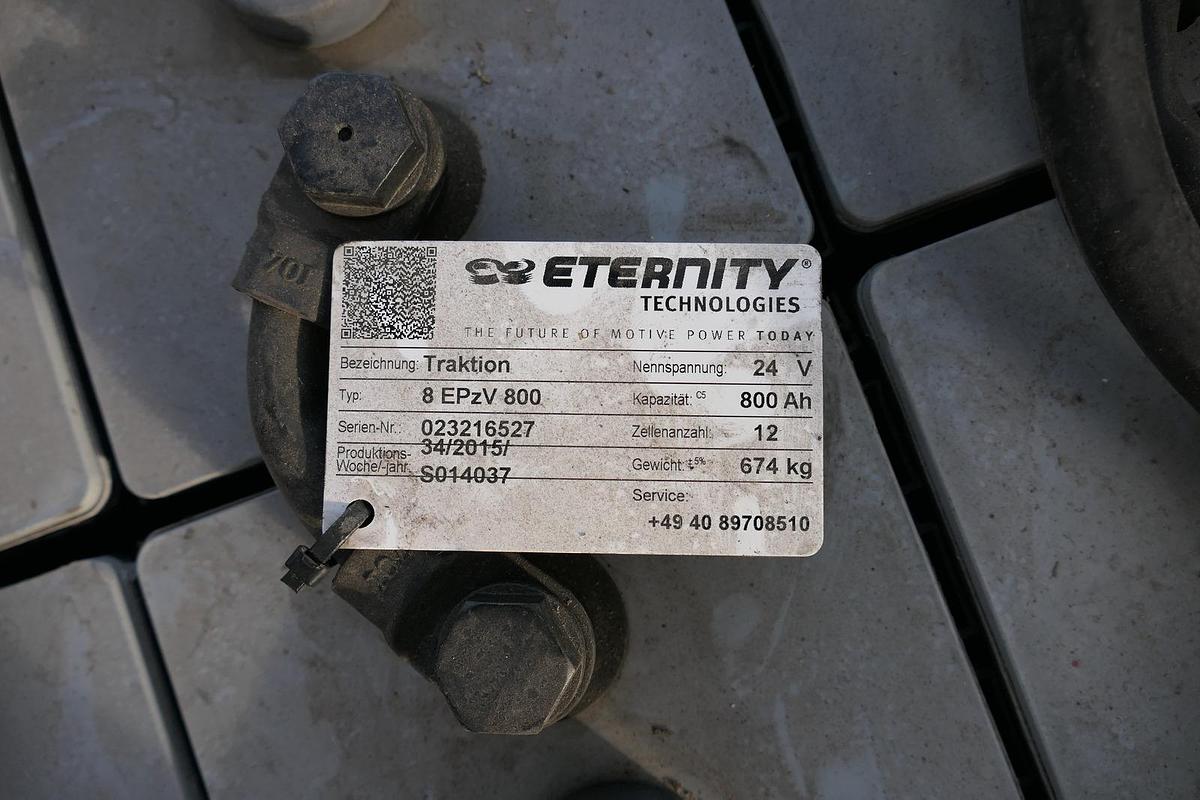 ETERNITY®
TECHNOLOGIES
THE FUTURE OF MOTIVE POWER TODAY
Bezeichnung: Traktion Nennspannung: 24 V
Typ: 8 EPzV 800 Kapazität: C5 800 Ah
Serien-Nr.: 023216527 Zellenanzahl: 12
Produktions- 34/2015/
Woche/-jahr. S014037 Gewicht: ±5% 674 kg
Service:
+49 40 89708510